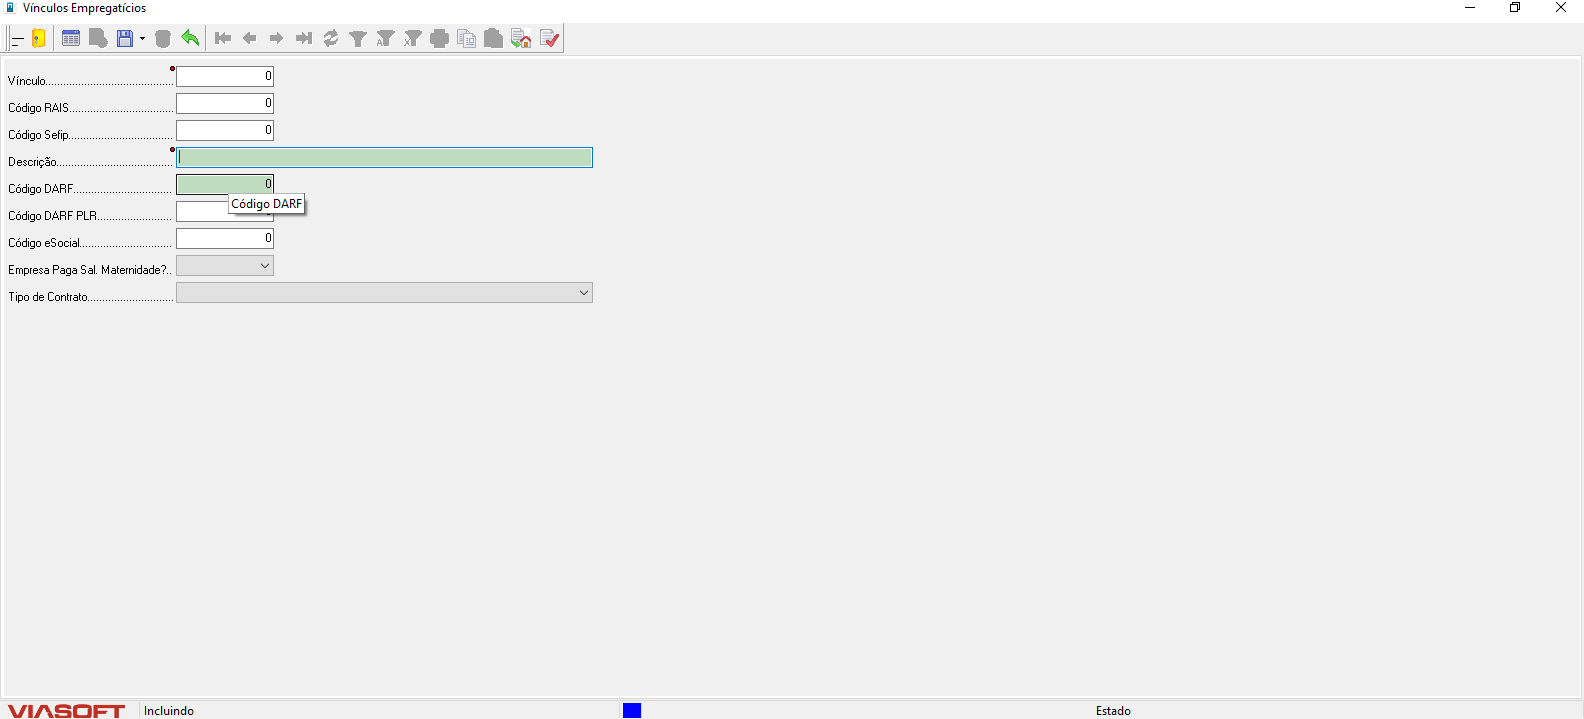 Vínculos Empregatícios
Vínculo.......................................... 0
Código RAIS.................................. 0
Código Sefip.................................. 0
Descrição......................................
Código DARF................................ 0
Código DARF
Código DARF PLR........................
Código eSocial.............................. 0
Empresa Paga Sal. Maternidade?..
Tipo de Contrato............................
VIASOFT Incluindo Estado